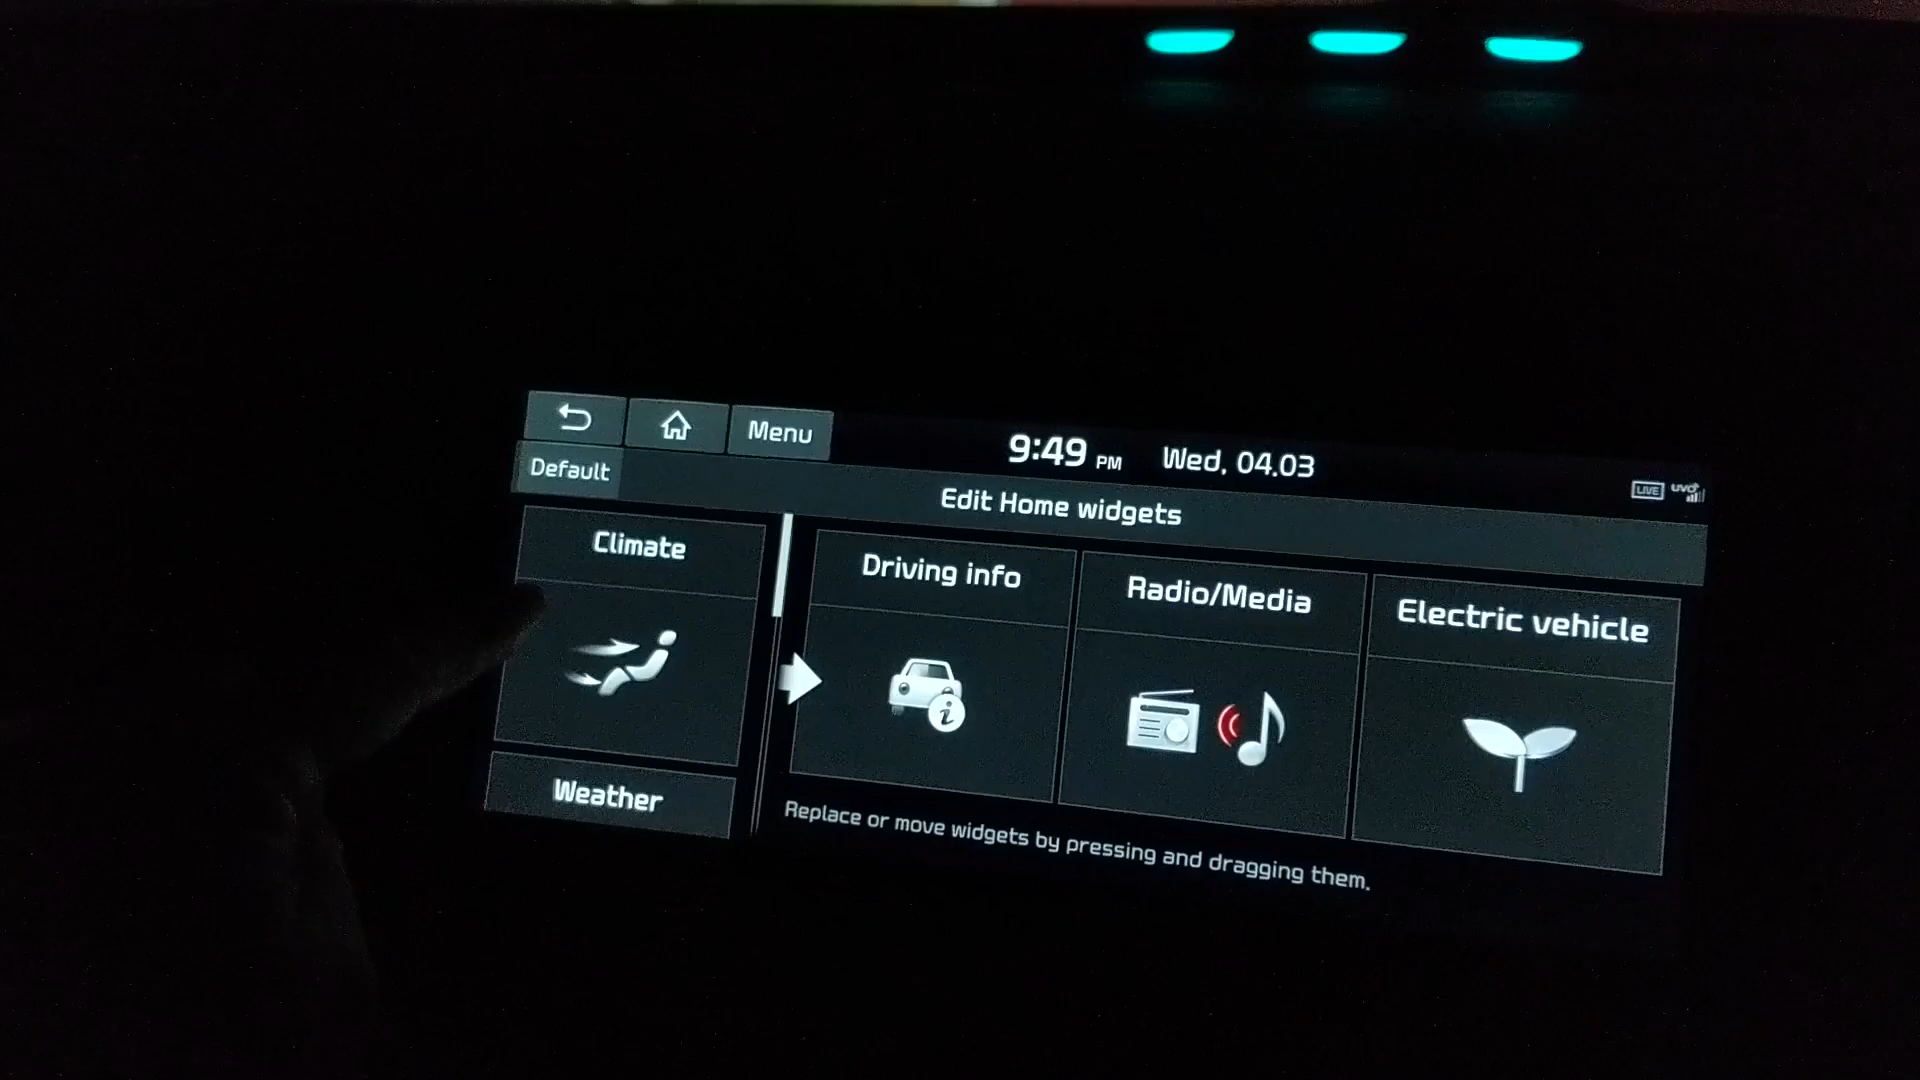 Menu
9:49 PM Wed, 04.03
LIVE UVO
Default
Edit Home widgets
Climate
Driving info
Radio/Media
Electric vehicle
Weather
Replace or move widgets by pressing and dragging them.